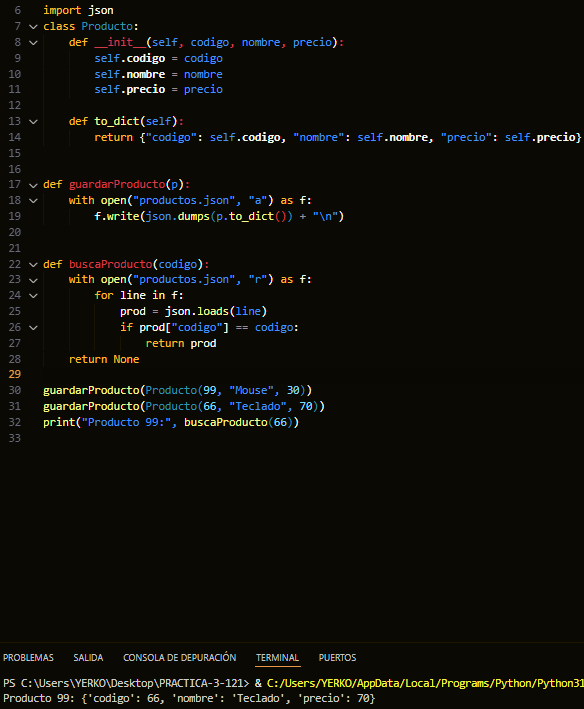 6 import json
7 class Producto:
8     def __init__(self, codigo, nombre, precio):
9         self.codigo = codigo
10         self.nombre = nombre
11         self.precio = precio
12
13     def to_dict(self):
14         return {"codigo": self.codigo, "nombre": self.nombre, "precio": self.precio}
15
16
17 def guardarProducto(p):
18     with open("productos.json", "a") as f:
19         f.write(json.dumps(p.to_dict()) + "\n")
20
21
22 def buscaProducto(codigo):
23     with open("productos.json", "r") as f:
24         for line in f:
25             prod = json.loads(line)
26             if prod["codigo"] == codigo:
27                 return prod
28     return None
29
30 guardarProducto(Producto(99, "Mouse", 30))
31 guardarProducto(Producto(66, "Teclado", 70))
32 print("Producto 99:", buscaProducto(66))
33
PROBLEMAS SALIDA CONSOLA DE DEPURACIÓN TERMINAL PUERTOS
PS C:\Users\YERKO\Desktop\PRACTICA-3-121> & C:/Users/YERKO/AppData/Local/Programs/Python/Python31
Producto 99: {'codigo': 66, 'nombre': 'Teclado', 'precio': 70}